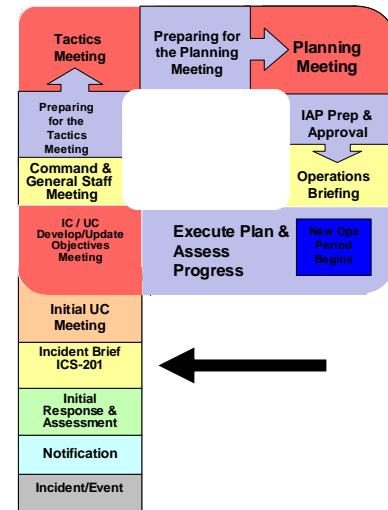 Tactics
Meeting
Preparing for
the Planning
Meeting
Planning
Meeting
Preparing
for the
Tactics
Meeting
IAP Prep &
Approval
Command &
General Staff
Meeting
Operations
Briefing
IC / UC
Develop/Update
Objectives
Meeting
Execute Plan &
Assess
Progress
New Ops
Period
Begins
Initial UC
Meeting
Incident Brief
ICS-201
Initial
Response &
Assessment
Notification
Incident/Event